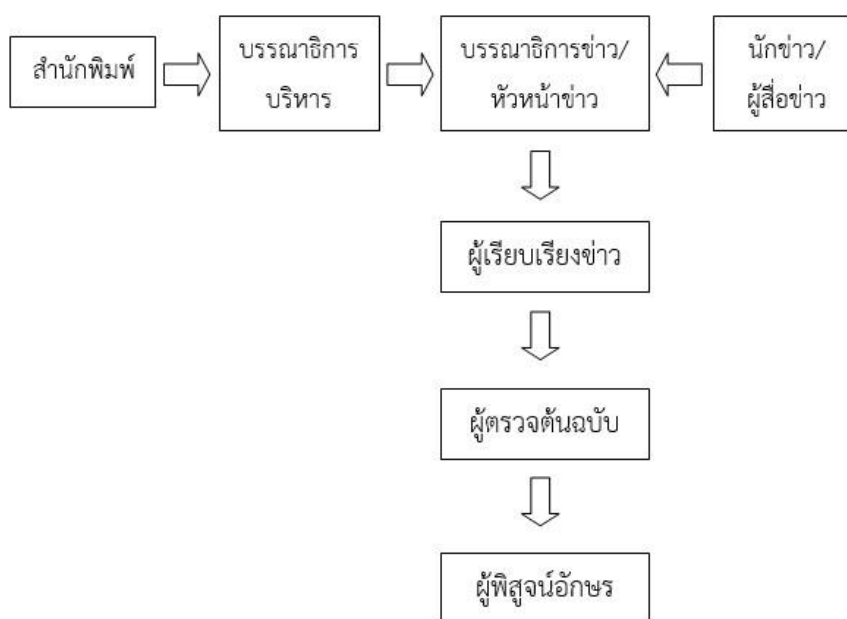 สำนักพิมพ์
บรรณาธิการ
บริหาร
บรรณาธิการข่าว/
หัวหน้าข่าว
นักข่าว/
ผู้สื่อข่าว
ผู้เรียบเรียงข่าว
ผู้ตรวจต้นฉบับ
ผู้พิสูจน์อักษร